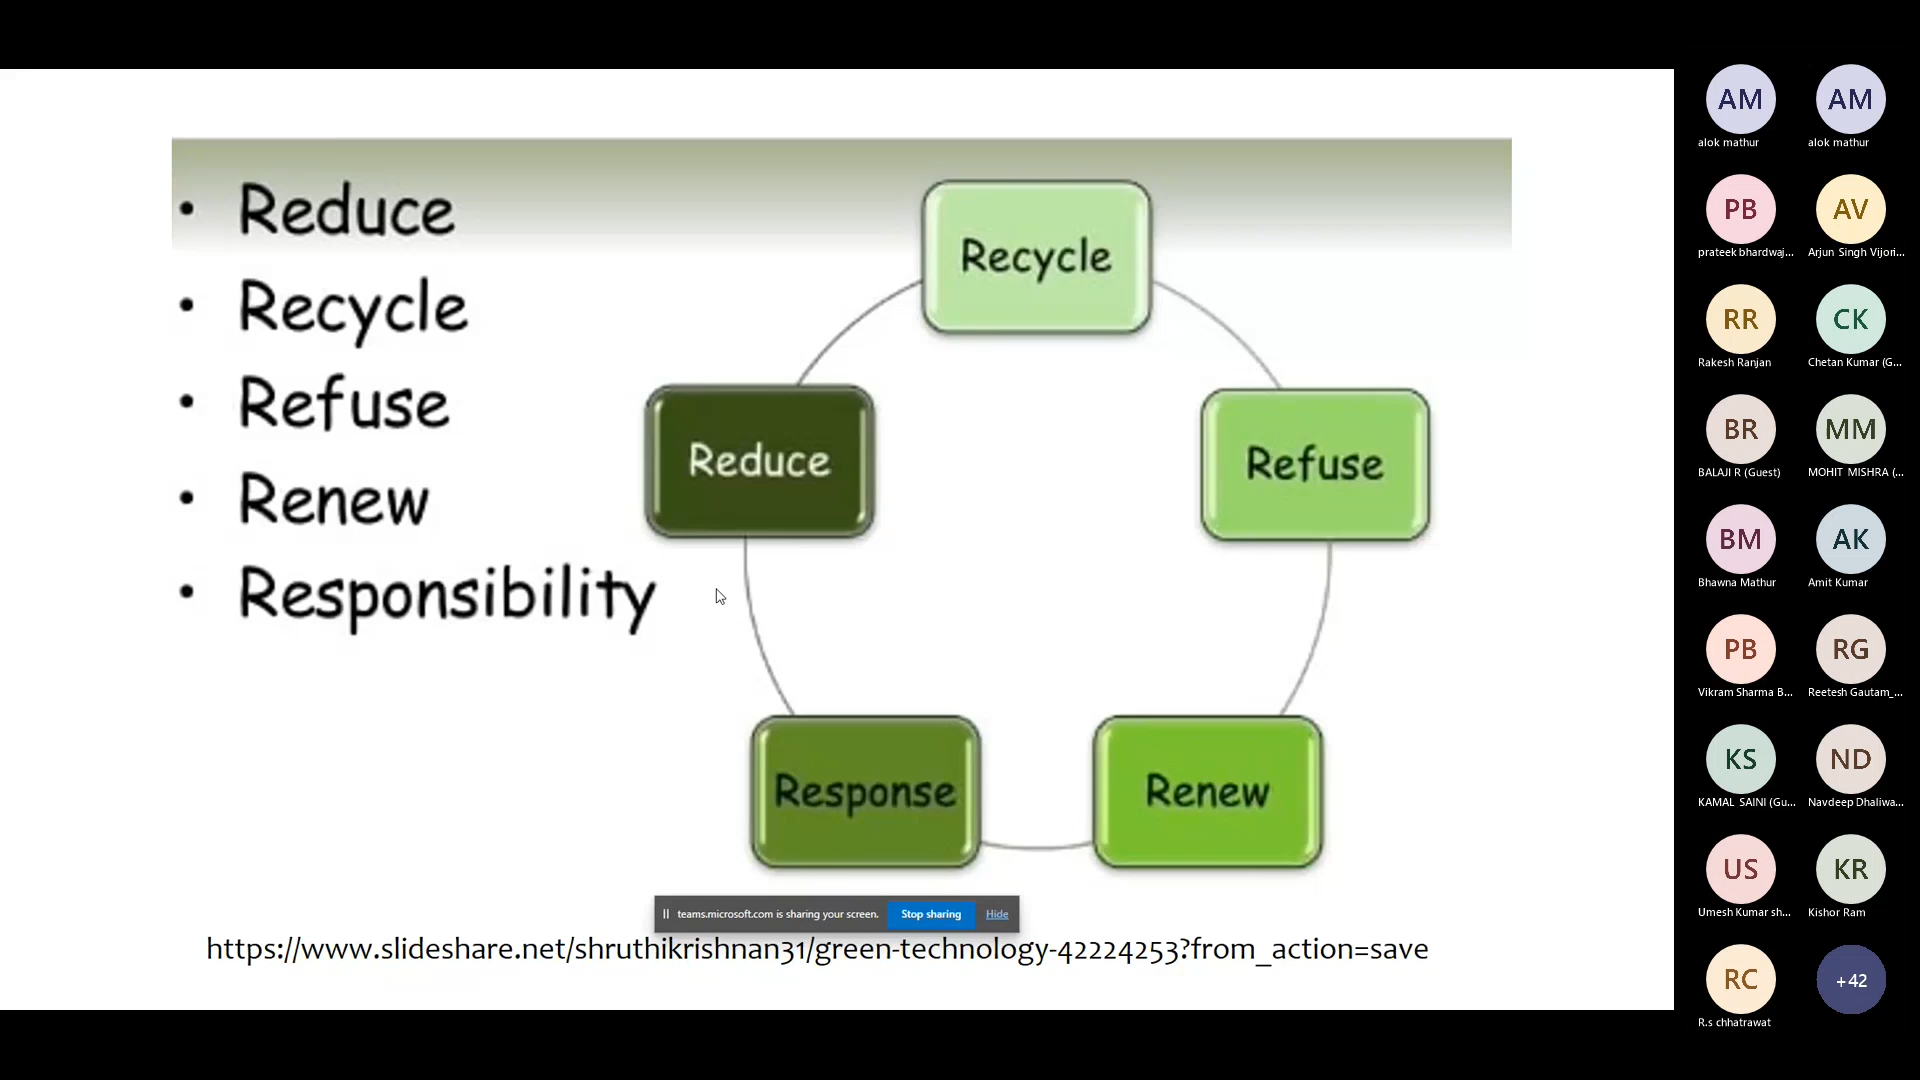 • Reduce
• Recycle
• Refuse
• Renew
• Responsibility
Recycle
Reduce
Refuse
Response
Renew
teams.microsoft.com is sharing your screen. Stop sharing Hide
https://www.slideshare.net/shruthikrishnan31/green-technology-42224253?from_action=save
AM AM
alok mathur alok mathur
PB AV
prateek bhardwaj... Arjun Singh Vijori...
RR CK
Rakesh Ranjan Chetan Kumar (G...
BR MM
BALAJI R (Guest) MOHIT MISHRA (...
BM AK
Bhawna Mathur Amit Kumar
PB RG
Vikram Sharma B... Reetesh Gautam_...
KS ND
KAMAL SAINI (Gu... Navdeep Dhaliwa...
US KR
Umesh Kumar sh... Kishor Ram
RC +42
R.s chhatrawat